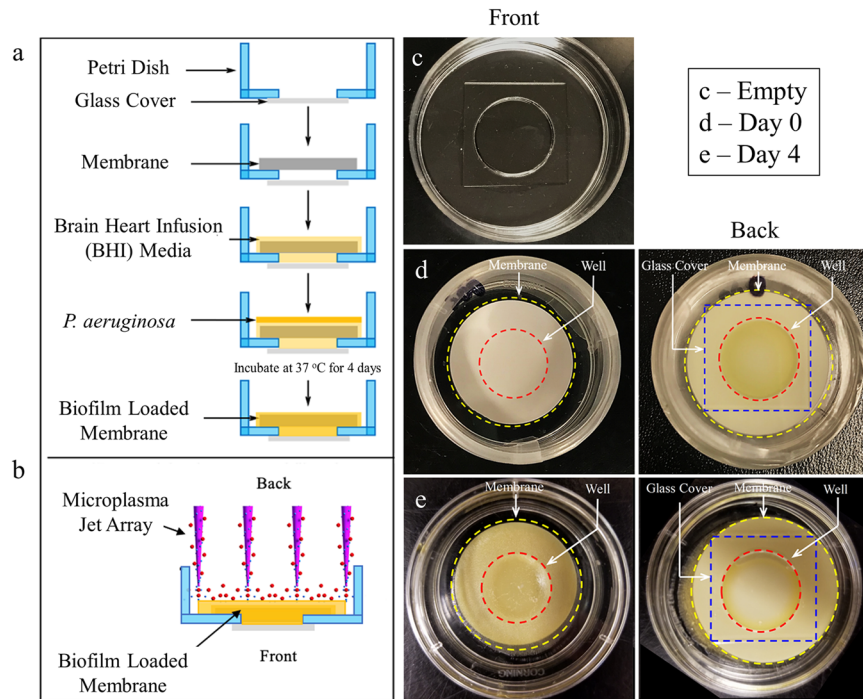 Front
a
Petri Dish
Glass Cover
Membrane
Brain Heart Infusion
(BHI) Media
P. aeruginosa
Incubate at 37 °C for 4 days
Biofilm Loaded
Membrane
b
Back
Microplasma
Jet Array
Biofilm Loaded
Membrane
Front
c
c – Empty
d – Day 0
e – Day 4
Back
d
Membrane
Well
Glass Cover
Membrane
Well
e
Membrane
Well
CORNING
Glass Cover
Membrane
Well